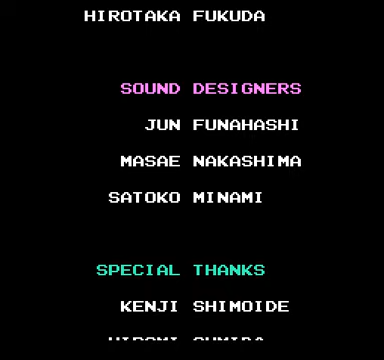 HIROTAKA FUKUDA
SOUND DESIGNERS
JUN FUNAHASHI
MASAE NAKASHIMA
SATOKO MINAMI
SPECIAL THANKS
KENJI SHIMOIDE